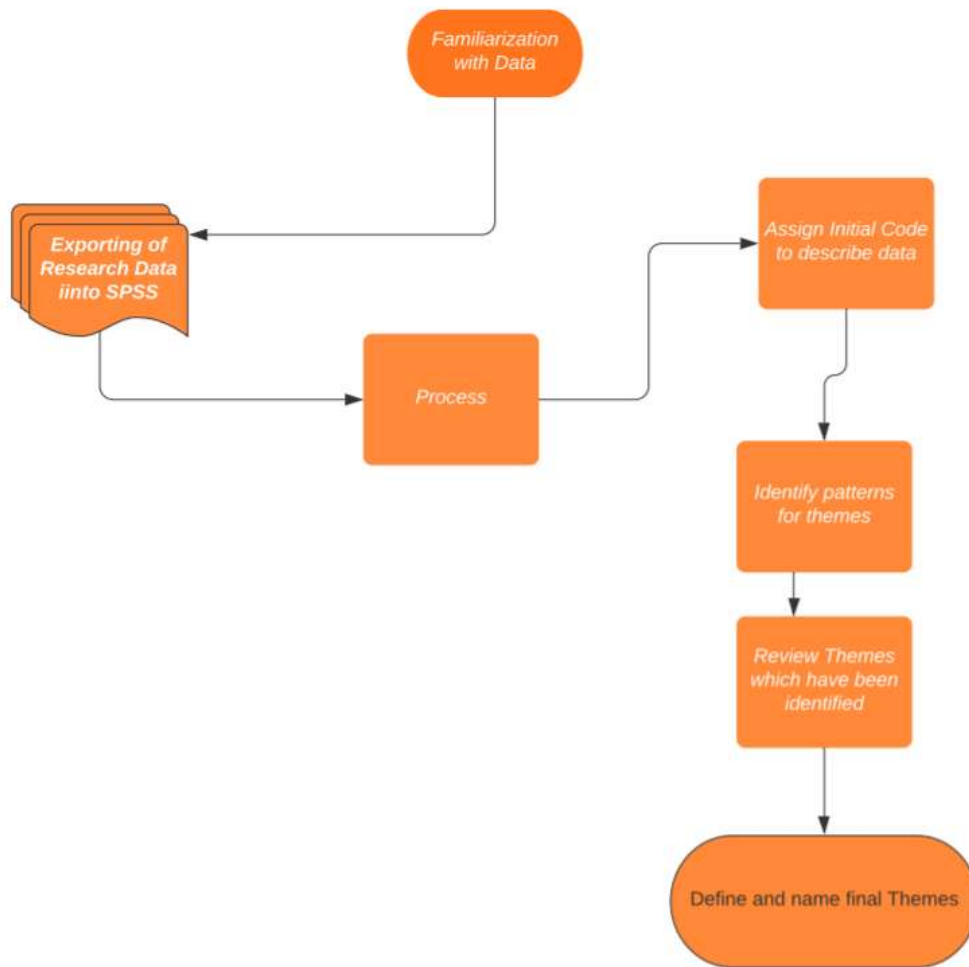 Familiarization
with Data
Exporting of
Research Data
iinto SPSS
Process
Assign Initial Code
to describe data
Identify patterns
for themes
Review Themes
which have been
identified
Define and name final Themes